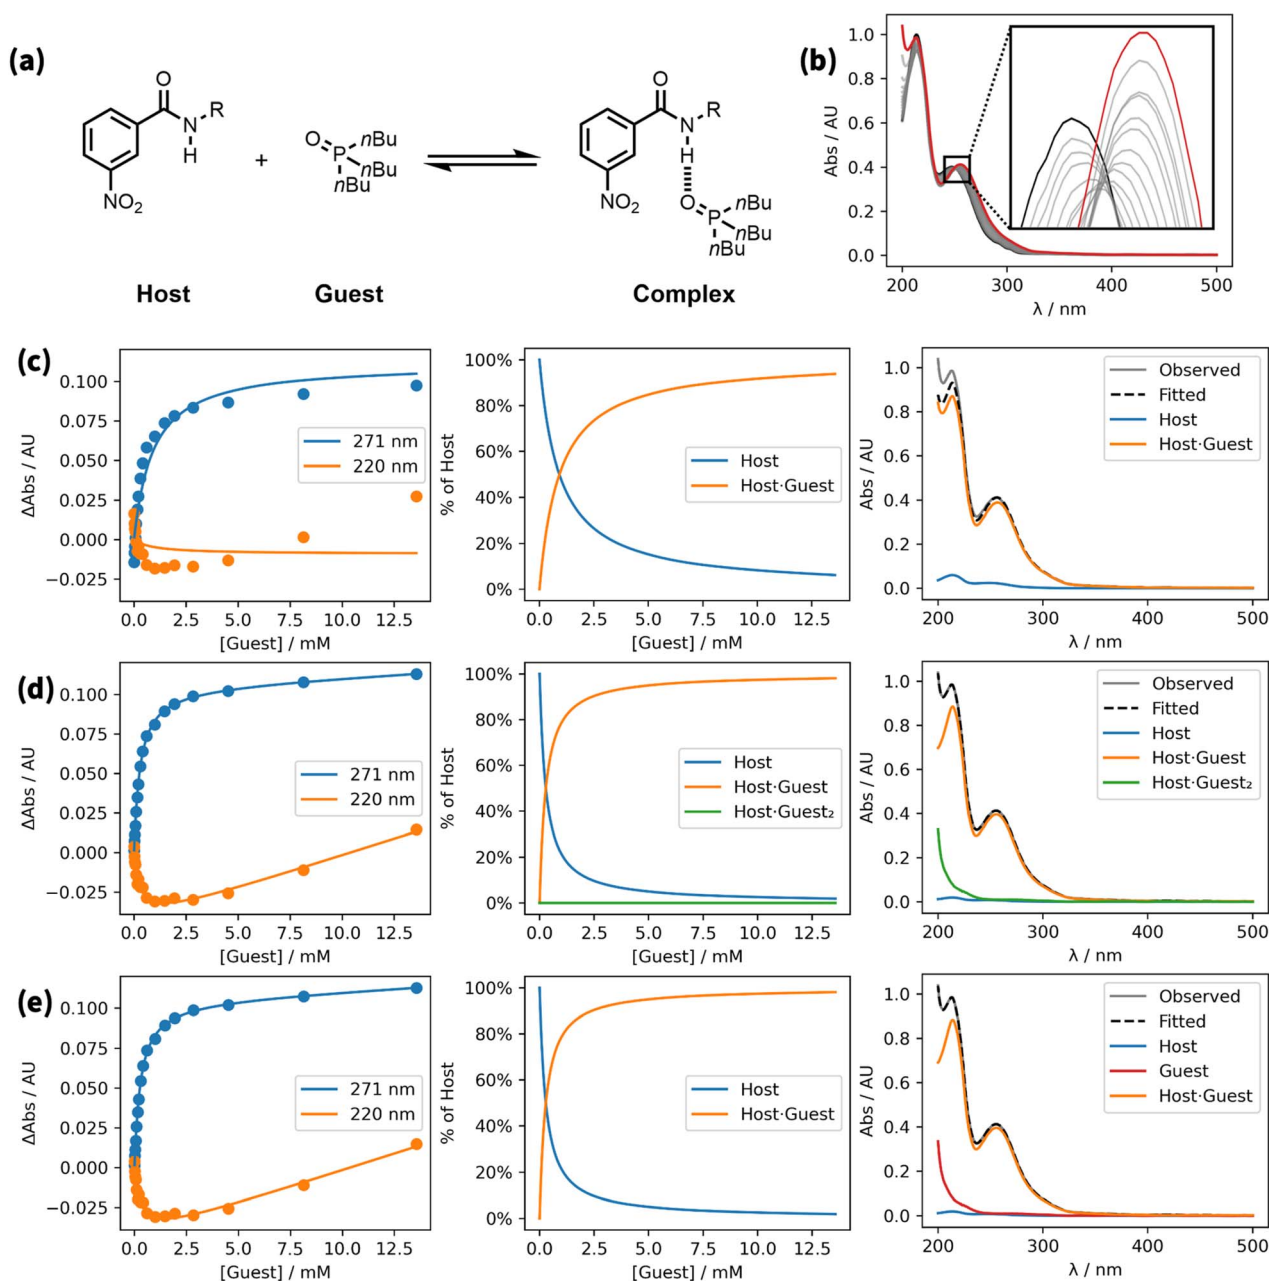 (a)
O
N
R
H
NO₂
+
O
P
nBu
nBu
nBu
O
N
R
H
NO₂
O
P
nBu
nBu
nBu
Host
Guest
Complex
(b)
Abs / AU
1.0
0.8
0.6
0.4
0.2
0.0
200
300
400
500
λ / nm
(c)
ΔAbs / AU
0.100
0.075
0.050
0.025
0.000
−0.025
271 nm
220 nm
0.0 2.5 5.0 7.5 10.0 12.5
[Guest] / mM
% of Host
100%
80%
60%
40%
20%
0%
Host
Host·Guest
0.0 2.5 5.0 7.5 10.0 12.5
[Guest] / mM
Abs / AU
1.0
0.8
0.6
0.4
0.2
0.0
Observed
Fitted
Host
Host·Guest
200 300 400 500
λ / nm
(d)
ΔAbs / AU
0.100
0.075
0.050
0.025
0.000
−0.025
271 nm
220 nm
0.0 2.5 5.0 7.5 10.0 12.5
[Guest] / mM
% of Host
100%
80%
60%
40%
20%
0%
Host
Host·Guest
Host·Guest₂
0.0 2.5 5.0 7.5 10.0 12.5
[Guest] / mM
Abs / AU
1.0
0.8
0.6
0.4
0.2
0.0
Observed
Fitted
Host
Host·Guest
Host·Guest₂
200 300 400 500
λ / nm
(e)
ΔAbs / AU
0.100
0.075
0.050
0.025
0.000
−0.025
271 nm
220 nm
0.0 2.5 5.0 7.5 10.0 12.5
[Guest] / mM
% of Host
100%
80%
60%
40%
20%
0%
Host
Host·Guest
0.0 2.5 5.0 7.5 10.0 12.5
[Guest] / mM
Abs / AU
1.0
0.8
0.6
0.4
0.2
0.0
Observed
Fitted
Host
Guest
Host·Guest
200 300 400 500
λ / nm